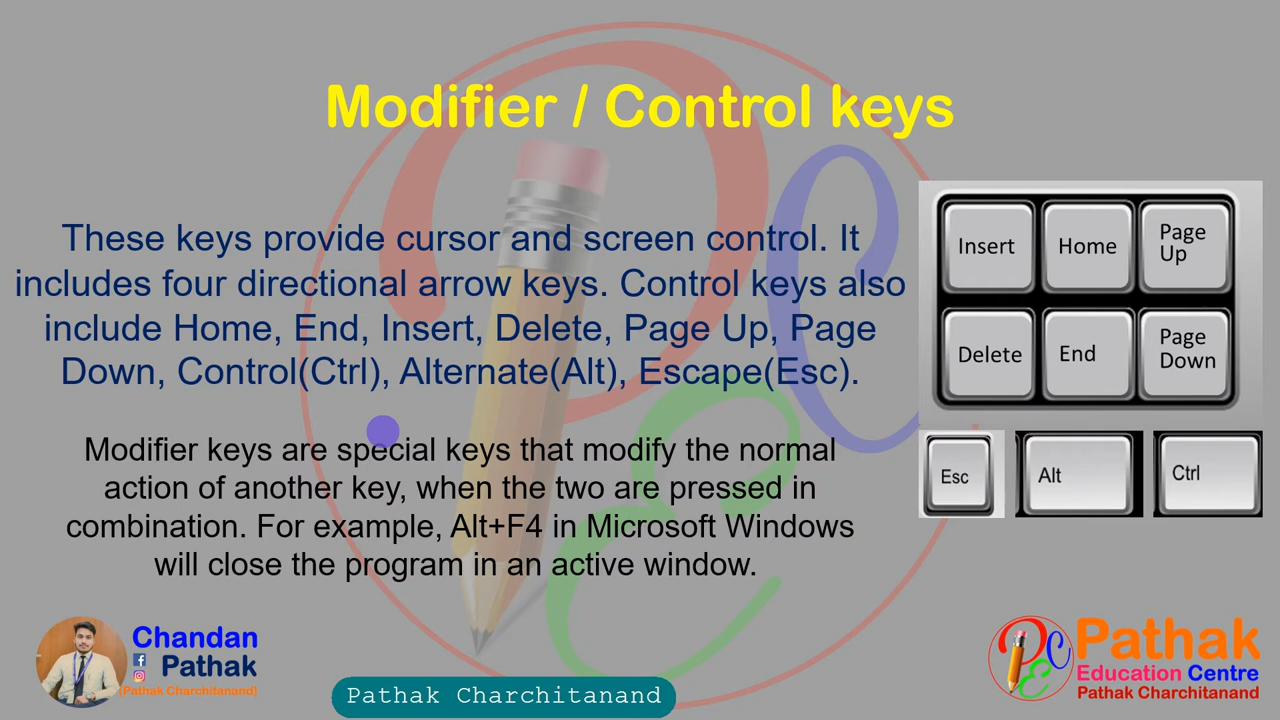 Modifier / Control keys
These keys provide cursor and screen control. It
includes four directional arrow keys. Control keys also
include Home, End, Insert, Delete, Page Up, Page
Down, Control(Ctrl), Alternate(Alt), Escape(Esc).
Modifier keys are special keys that modify the normal
action of another key, when the two are pressed in
combination. For example, Alt+F4 in Microsoft Windows
will close the program in an active window.
Insert
Home
Page
Up
Delete
End
Page
Down
Esc
Alt
Ctrl
Chandan
Pathak
(Pathak Charchitanand)
Pathak Charchitanand
PEC
Pathak
Education Centre
Pathak Charchitanand